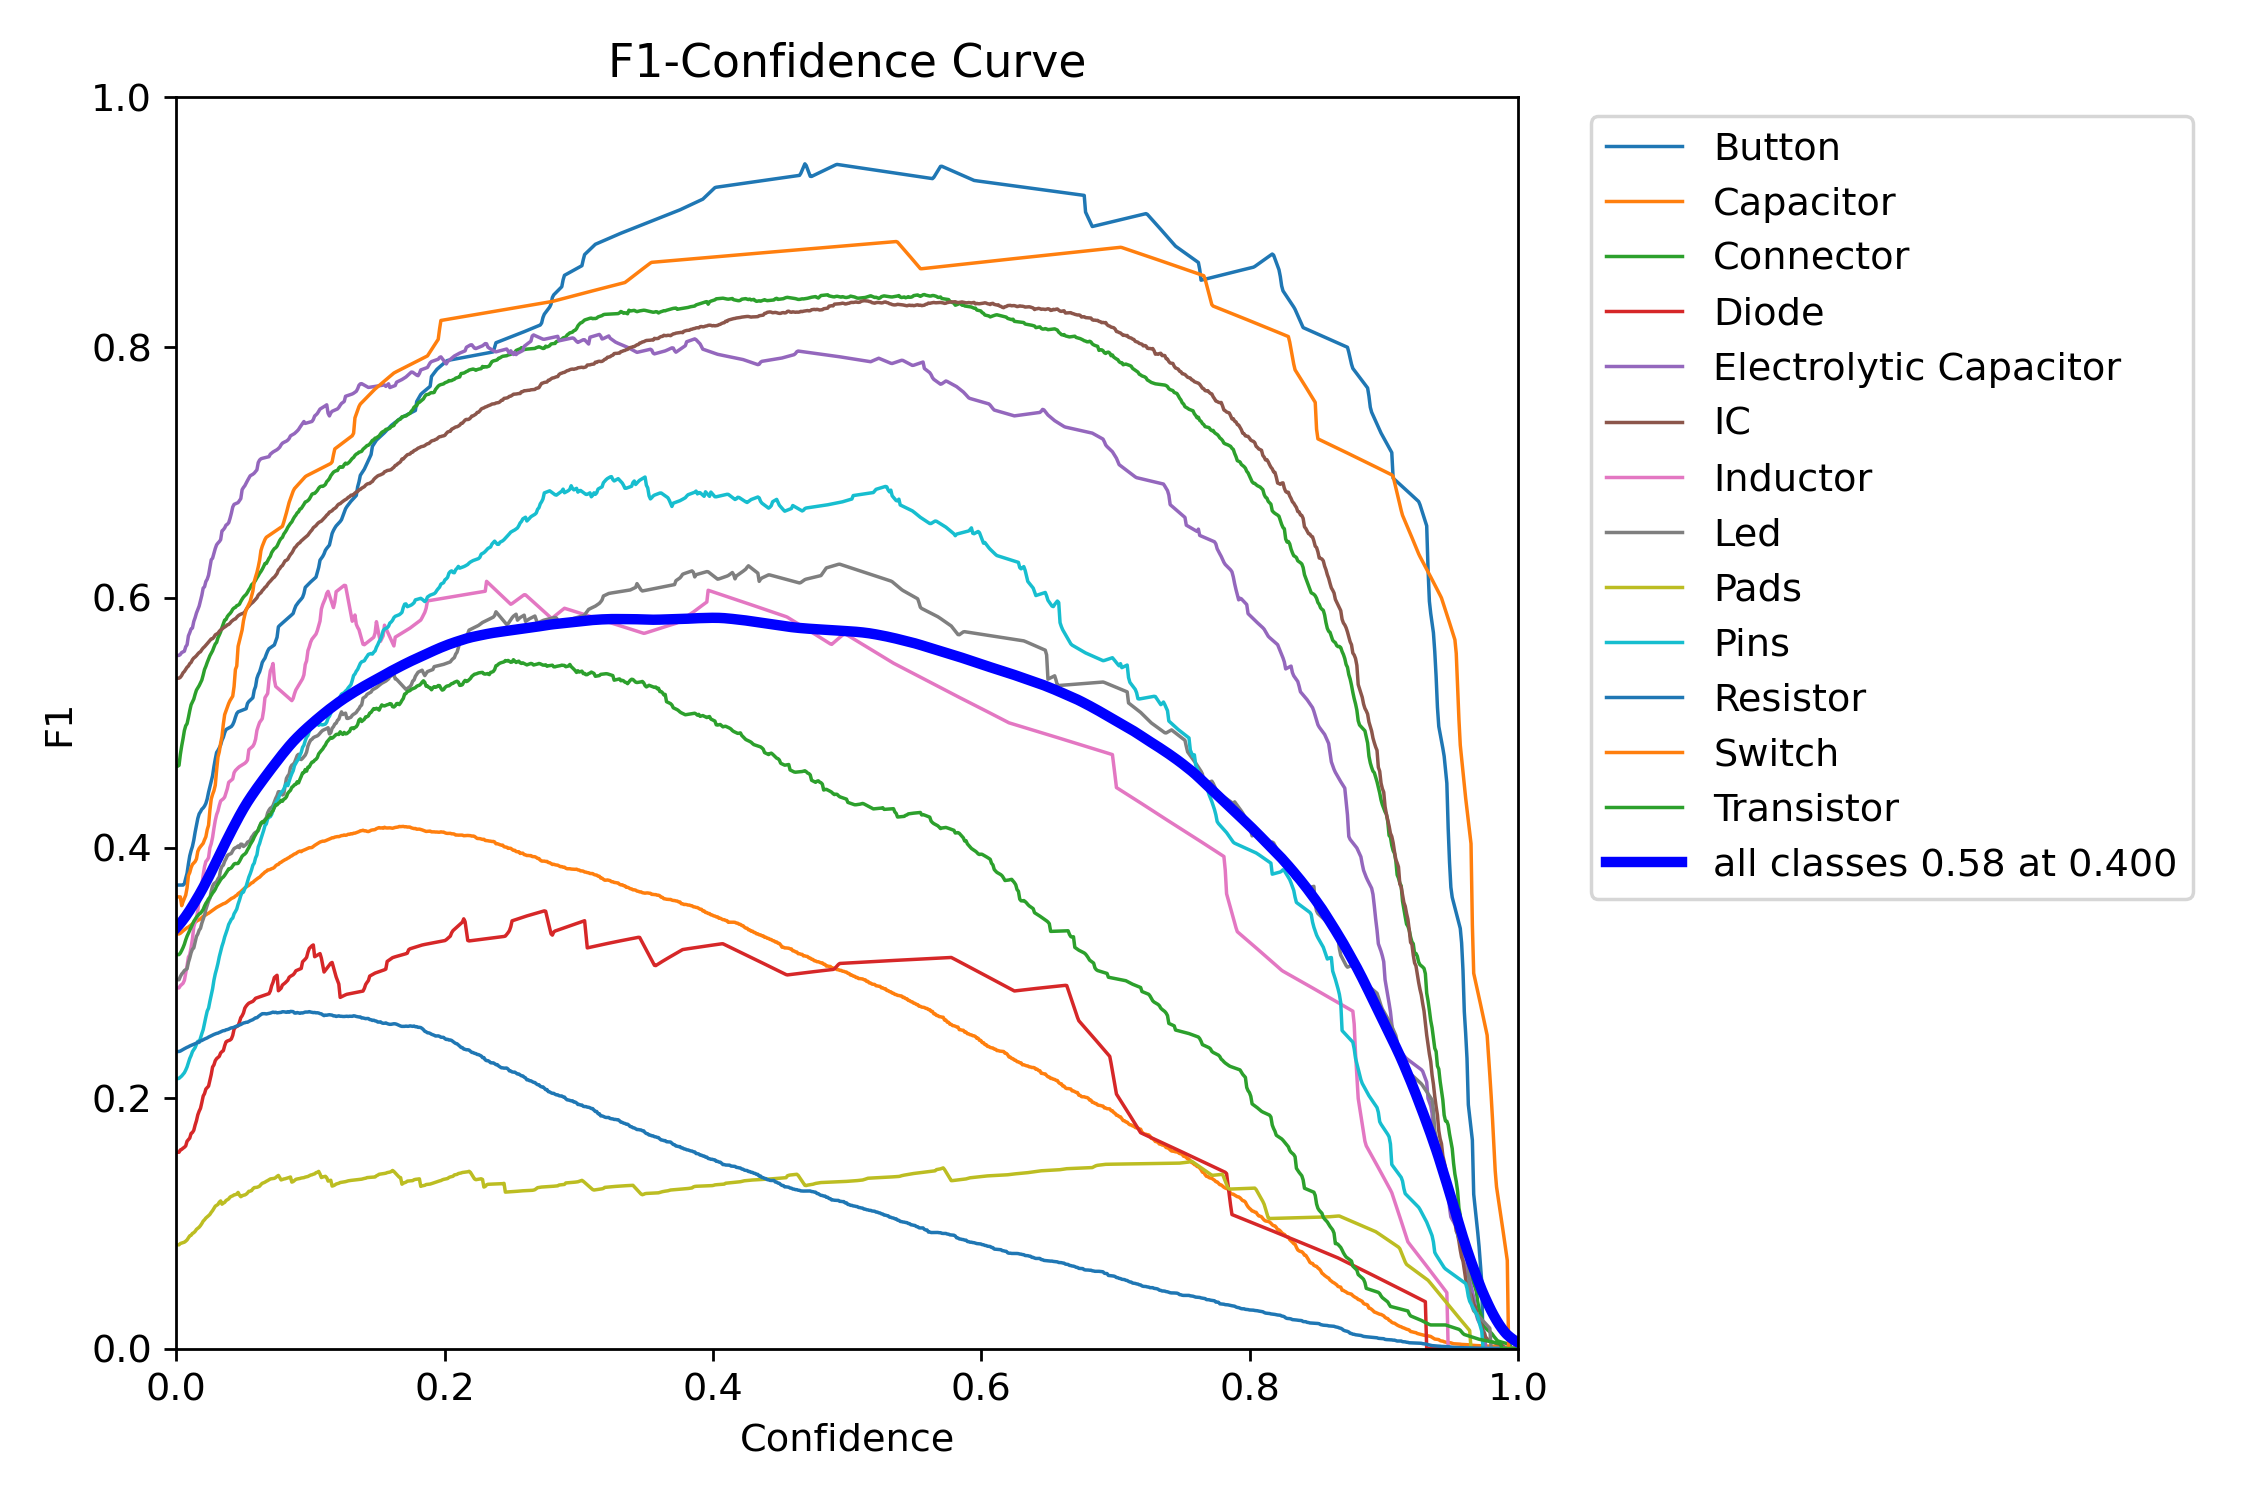 F1-Confidence Curve
1.0
0.8
0.6
0.4
0.2
0.0
F1
0.0 0.2 0.4 0.6 0.8 1.0
Confidence
Button
Capacitor
Connector
Diode
Electrolytic Capacitor
IC
Inductor
Led
Pads
Pins
Resistor
Switch
Transistor
all classes 0.58 at 0.400